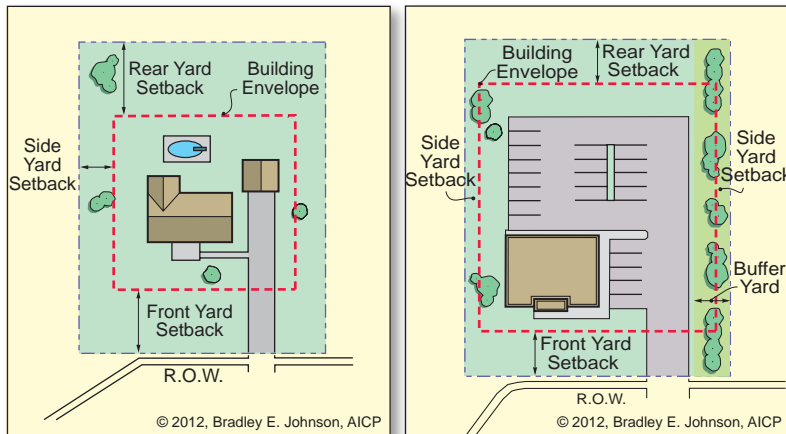 Rear Yard
Setback
Building
Envelope
Side
Yard
Setback
Front Yard
Setback
R.O.W.
© 2012, Bradley E. Johnson, AICP
Building
Envelope
Rear Yard
Setback
Side
Yard
Setback
Side
Yard
Setback
Buffer
Yard
Front Yard
Setback
R.O.W.
© 2012, Bradley E. Johnson, AICP